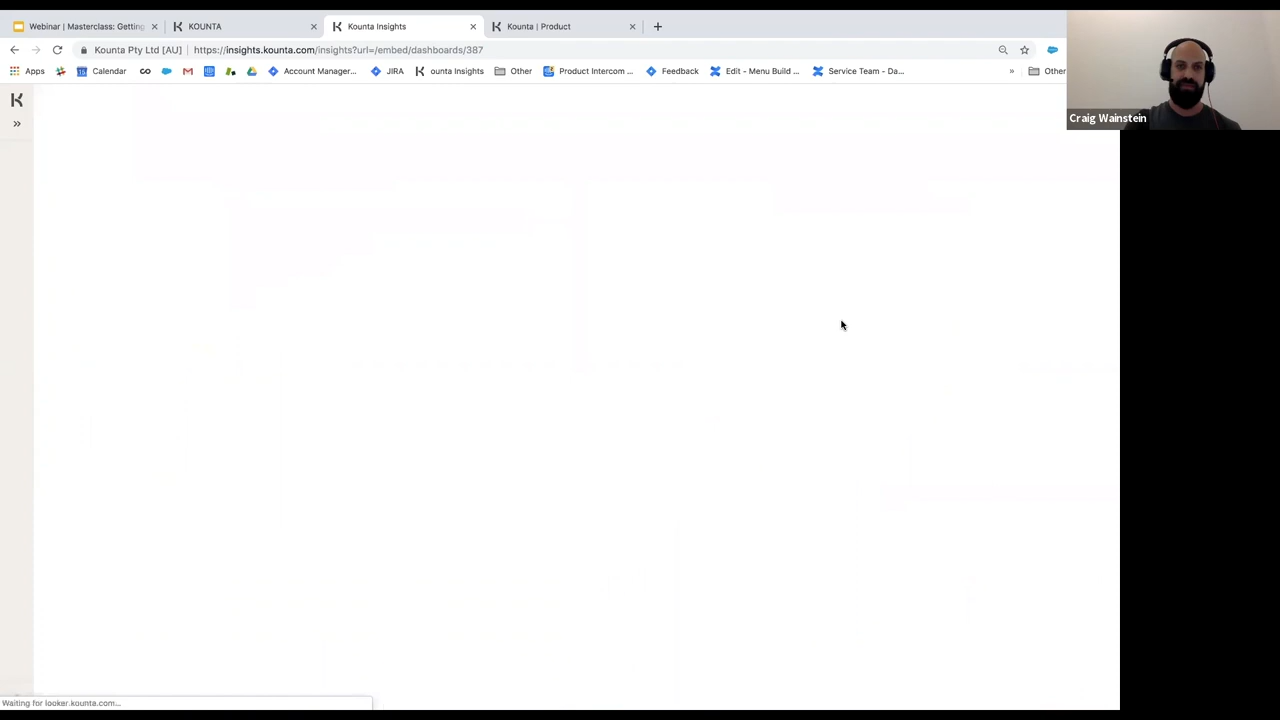 Webinar | Masterclass: Getting
KOUNTA
Kounta Insights
Kounta | Product
Kounta Pty Ltd [AU] | https://insights.kounta.com/insights?url=/embed/dashboards/387
Apps
Calendar
Account Manager...
JIRA
ounta Insights
Other
Product Intercom ...
Feedback
Edit - Menu Build ...
Service Team - Da...
»
Other
Craig Wainstein
»
Waiting for looker.kounta.com...